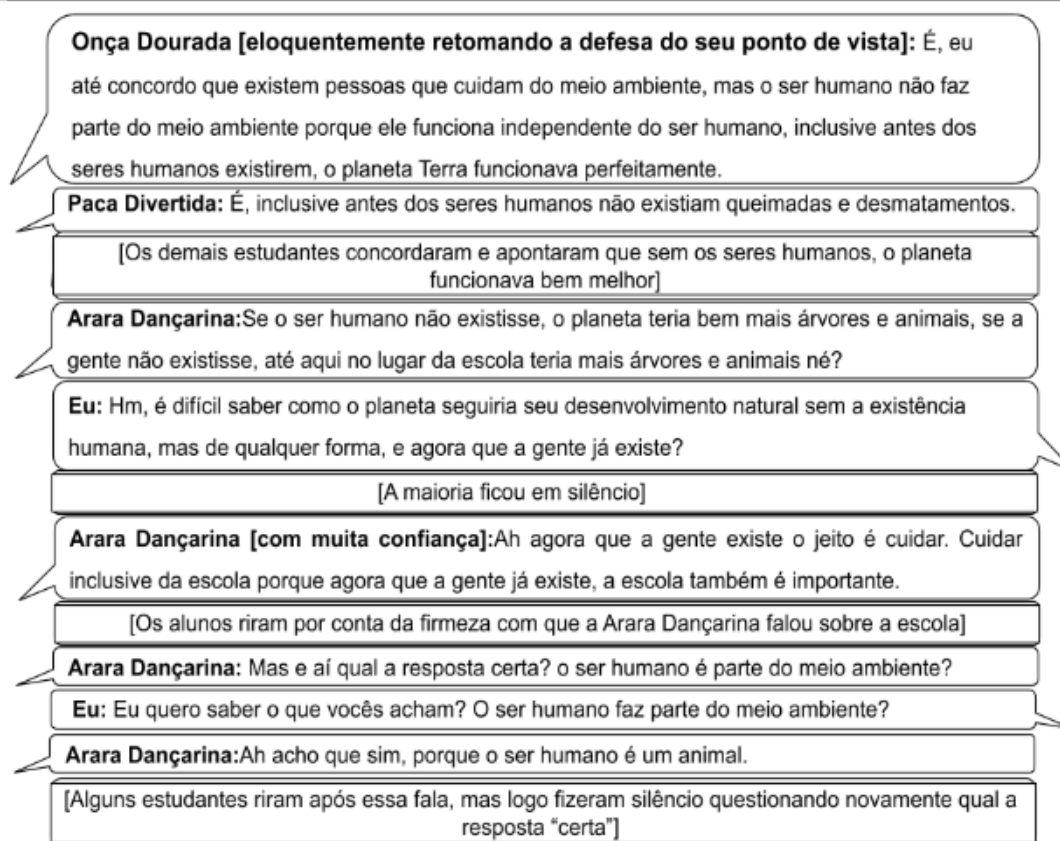 Onça Dourada [eloquentemente retomando a defesa do seu ponto de vista]: É, eu
até concordo que existem pessoas que cuidam do meio ambiente, mas o ser humano não faz
parte do meio ambiente porque ele funciona independente do ser humano, inclusive antes dos
seres humanos existirem, o planeta Terra funcionava perfeitamente.
Paca Divertida: É, inclusive antes dos seres humanos não existiam queimadas e desmatamentos.
[Os demais estudantes concordaram e apontaram que sem os seres humanos, o planeta
funcionava bem melhor]
Arara Dançarina:Se o ser humano não existisse, o planeta teria bem mais árvores e animais, se a
gente não existisse, até aqui no lugar da escola teria mais árvores e animais né?
Eu: Hm, é difícil saber como o planeta seguiria seu desenvolvimento natural sem a existência
humana, mas de qualquer forma, e agora que a gente já existe?
[A maioria ficou em silêncio]
Arara Dançarina [com muita confiança]:Ah agora que a gente existe o jeito é cuidar. Cuidar
inclusive da escola porque agora que a gente já existe, a escola também é importante.
[Os alunos riram por conta da firmeza com que a Arara Dançarina falou sobre a escola]
Arara Dançarina: Mas e aí qual a resposta certa? o ser humano é parte do meio ambiente?
Eu: Eu quero saber o que vocês acham? O ser humano faz parte do meio ambiente?
Arara Dançarina:Ah acho que sim, porque o ser humano é um animal.
[Alguns estudantes riram após essa fala, mas logo fizeram silêncio questionando novamente qual a
resposta “certa”]